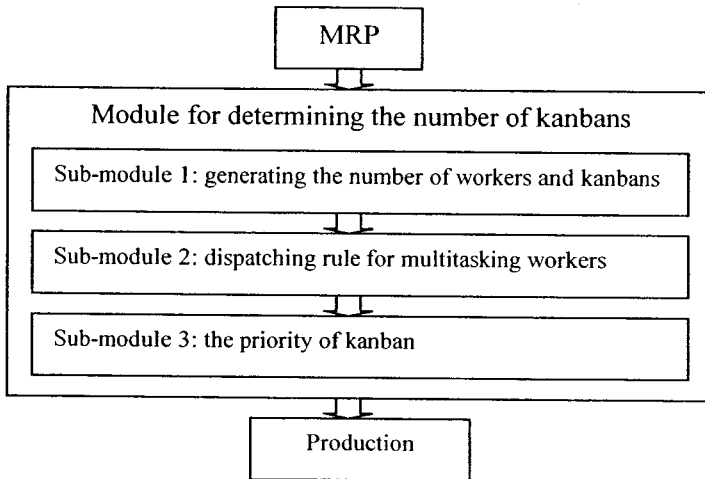 MRP
Module for determining the number of kanbans
Sub-module 1: generating the number of workers and kanbans
Sub-module 2: dispatching rule for multitasking workers
Sub-module 3: the priority of kanban
Production